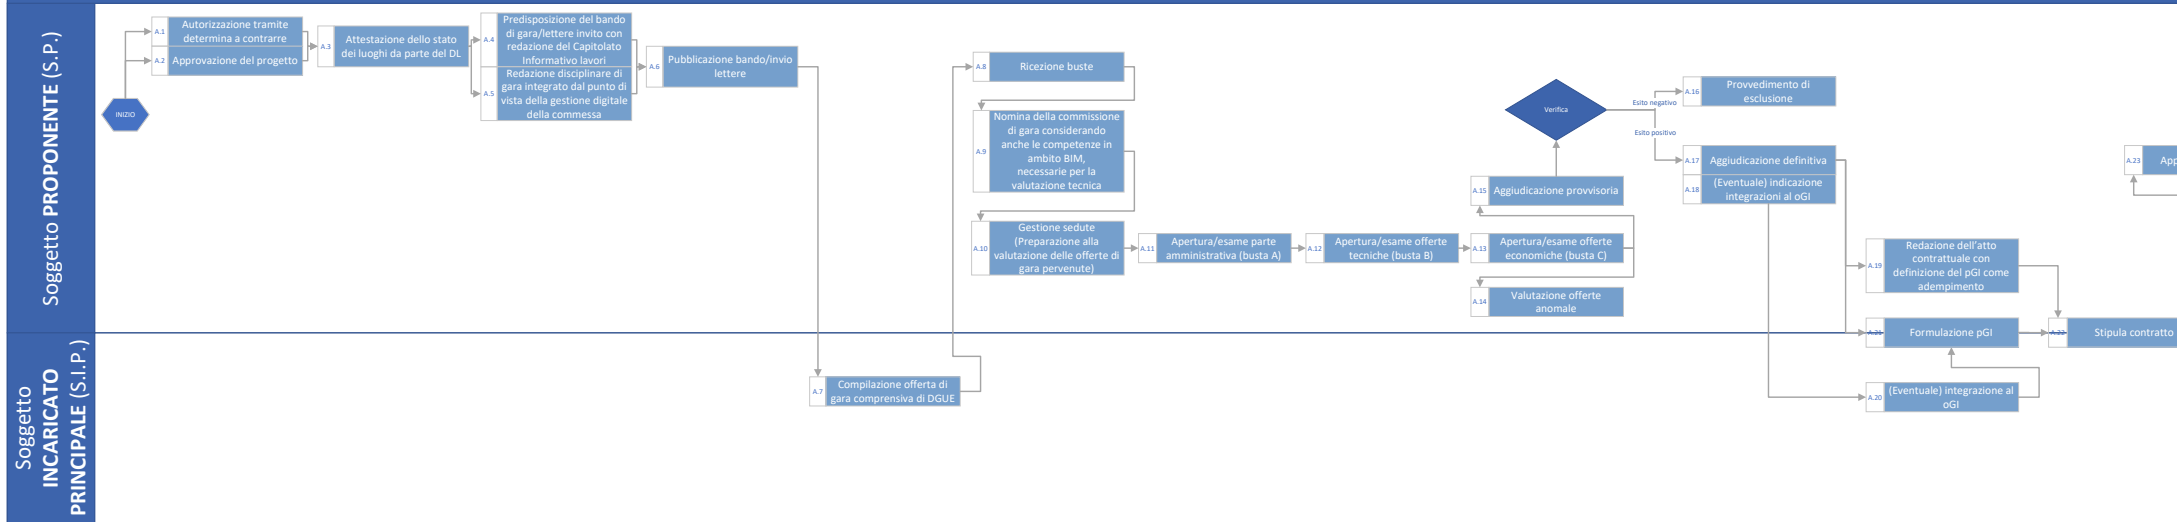 Soggetto PROPONENTE (S.P.)
INIZIO
A.1
Autorizzazione tramite
determina a contrarre
A.2
Approvazione del progetto
A.3
Attestazione dello stato
dei luoghi da parte del DL
A.4
Predisposizione del bando
di gara/lettere invito con
redazione del Capitolato
Informativo lavori
A.5
Redazione disciplinare di
gara integrato dal punto di
vista della gestione digitale
della commessa
A.6
Pubblicazione bando/invio
lettere
A.8
Ricezione buste
A.9
Nomina della commissione
di gara considerando
anche le competenze in
ambito BIM,
necessarie per la
valutazione tecnica
A.10
Gestione sedute
(Preparazione alla
valutazione delle offerte di
gara pervenute)
A.11
Apertura/esame parte
amministrativa (busta A)
A.12
Apertura/esame offerte
tecniche (busta B)
A.13
Apertura/esame offerte
economiche (busta C)
A.14
Valutazione offerte
anomale
A.15
Aggiudicazione provvisoria
Verifica
Esito negativo
Esito positivo
A.16
Provvedimento di
esclusione
A.17
Aggiudicazione definitiva
A.18
(Eventuale) indicazione
integrazioni al oGI
A.19
Redazione dell'atto
contrattuale con
definizione del pGI come
adempimento
A.21
Formulazione pGI
A.22
Stipula contratto
A.23
App
Soggetto
INCARICATO
PRINCIPALE (S.I.P.)
A.7
Compilazione offerta di
gara comprensiva di DGUE
A.20
(Eventuale) integrazione al
oGI